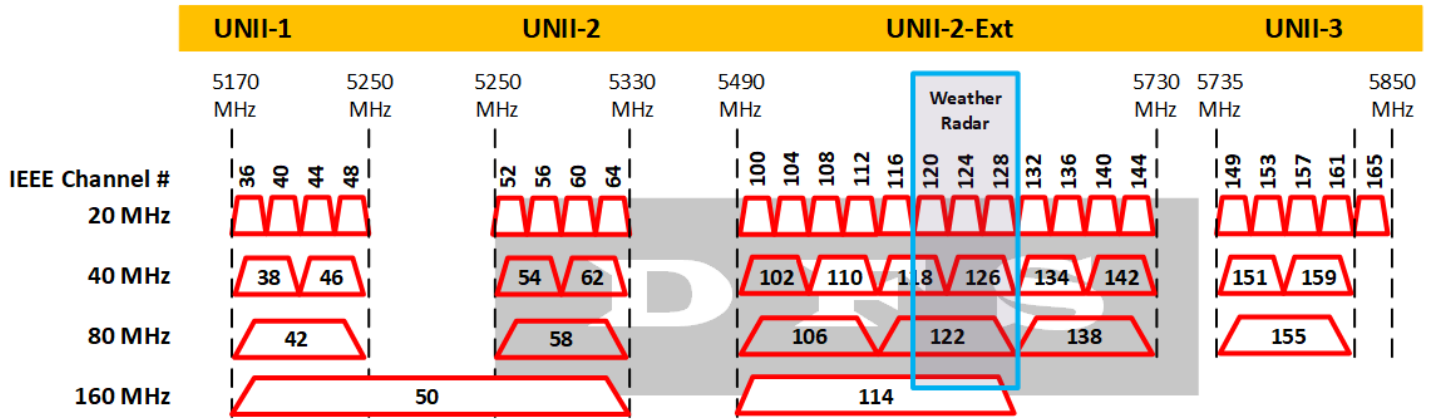 UNII-1 UNII-2 UNII-2-Ext UNII-3
5170 MHz 5250 MHz 5250 MHz 5330 MHz 5490 MHz Weather Radar 5730 MHz 5735 MHz 5850 MHz
IEEE Channel # 36 40 44 48 52 56 60 64 100 104 108 112 116 120 124 128 132 136 140 144 149 153 157 161 165
20 MHz
40 MHz 38 46 54 62 102 110 118 126 134 142 151 159
DFS
80 MHz 42 58 106 122 138 155
160 MHz 50 114